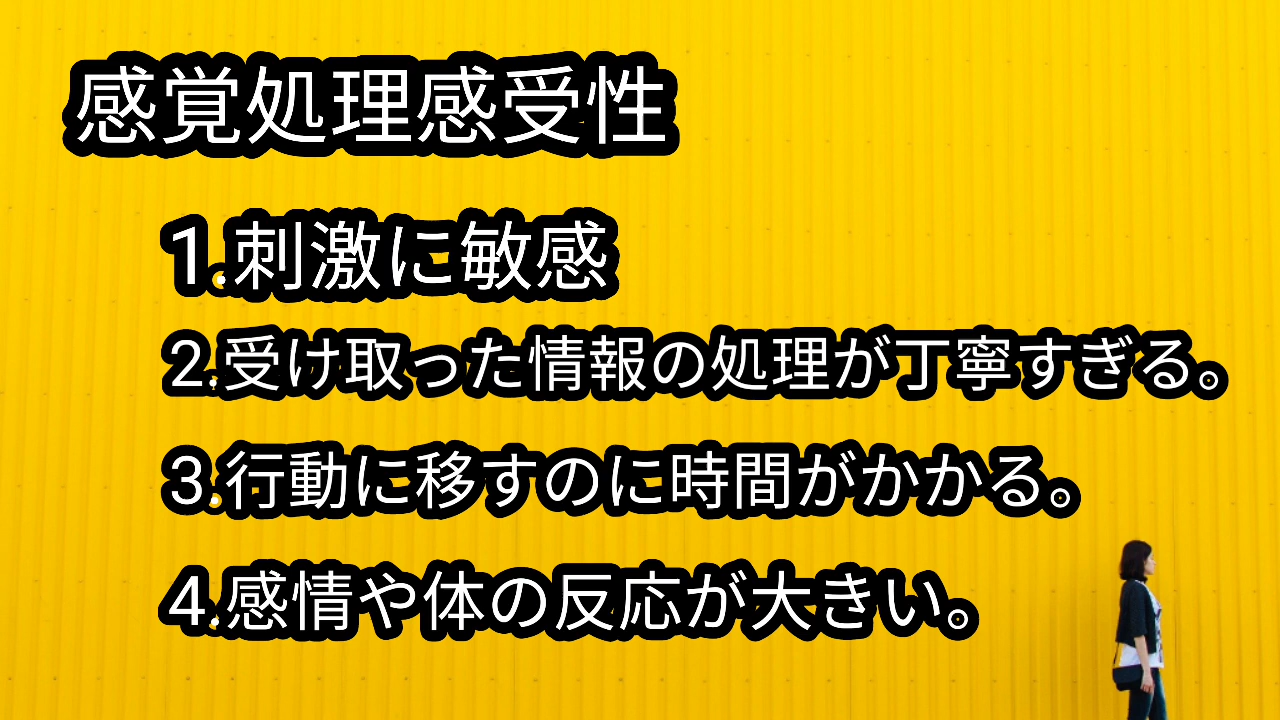 感覚処理感受性
1.刺激に敏感
2.受け取った情報の処理が丁寧すぎる。
3.行動に移すのに時間がかかる。
4.感情や体の反応が大きい。